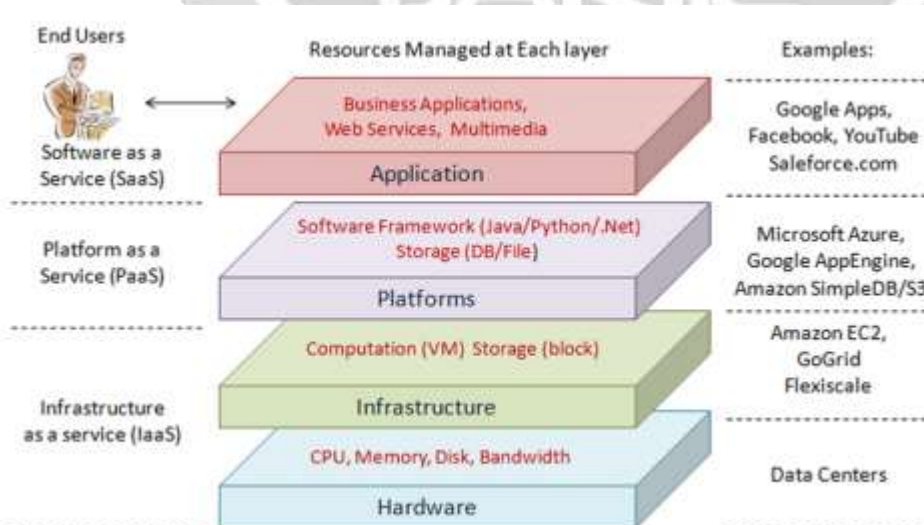 End Users
Resources Managed at Each layer
Examples:
Business Applications,
Web Services, Multimedia
Application
Software as a
Service (SaaS)
Google Apps,
Facebook, YouTube
Saleforce.com
Software Framework (Java/Python/.Net)
Storage (DB/File)
Platforms
Platform as a
Service (PaaS)
Microsoft Azure,
Google AppEngine,
Amazon SimpleDB/S3
Computation (VM) Storage (block)
Infrastructure
Amazon EC2,
GoGrid
Flexiscale
Infrastructure
as a service (IaaS)
CPU, Memory, Disk, Bandwidth
Hardware
Data Centers